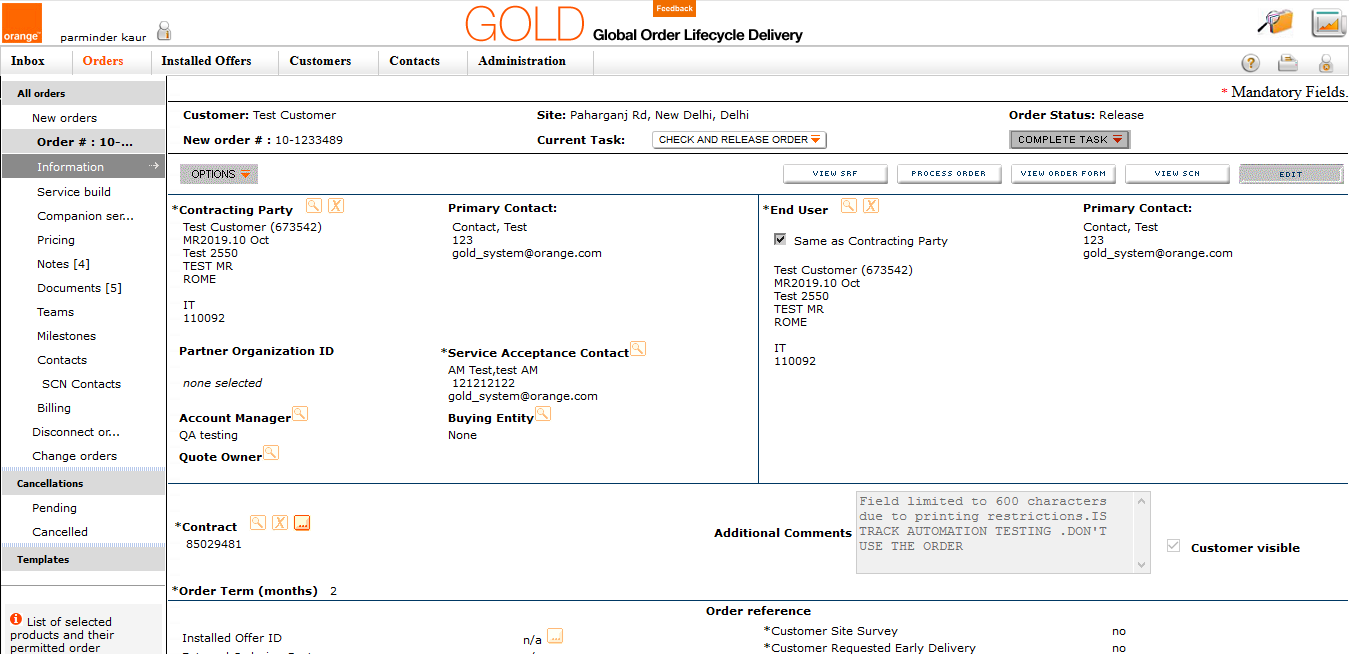 Feedback
orange™
parminder kaur
GOLD Global Order Lifecycle Delivery
Inbox Orders Installed Offers Customers Contacts Administration
* Mandatory Fields.
All orders
New orders
Order # : 10-...
Information
Service build
Companion ser...
Pricing
Notes [4]
Documents [5]
Teams
Milestones
Contacts
SCN Contacts
Billing
Disconnect or...
Change orders
Cancellations
Pending
Cancelled
Templates
List of selected
products and their
permitted order
Customer: Test Customer Site: Paharganj Rd, New Delhi, Delhi Order Status: Release
New order # : 10-1233489 Current Task: CHECK AND RELEASE ORDER COMPLETE TASK
OPTIONS VIEW SRF PROCESS ORDER VIEW ORDER FORM VIEW SCN EDIT
*Contracting Party X
Test Customer (673542)
MR2019.10 Oct
Test 2550
TEST MR
ROME
IT
110092
Primary Contact:
Contact, Test
123
gold_system@orange.com
Partner Organization ID
none selected
*Service Acceptance Contact
AM Test,test AM
121212122
gold_system@orange.com
Account Manager
QA testing
Buying Entity
None
Quote Owner
*End User X
Same as Contracting Party
Test Customer (673542)
MR2019.10 Oct
Test 2550
TEST MR
ROME
IT
110092
Primary Contact:
Contact, Test
123
gold_system@orange.com
*Contract X ...
85029481
Additional Comments
Field limited to 600 characters
due to printing restrictions.IS
TRACK AUTOMATION TESTING .DON'T
USE THE ORDER
Customer visible
*Order Term (months) 2
Order reference
Installed Offer ID n/a ...
*Customer Site Survey no
*Customer Requested Early Delivery no